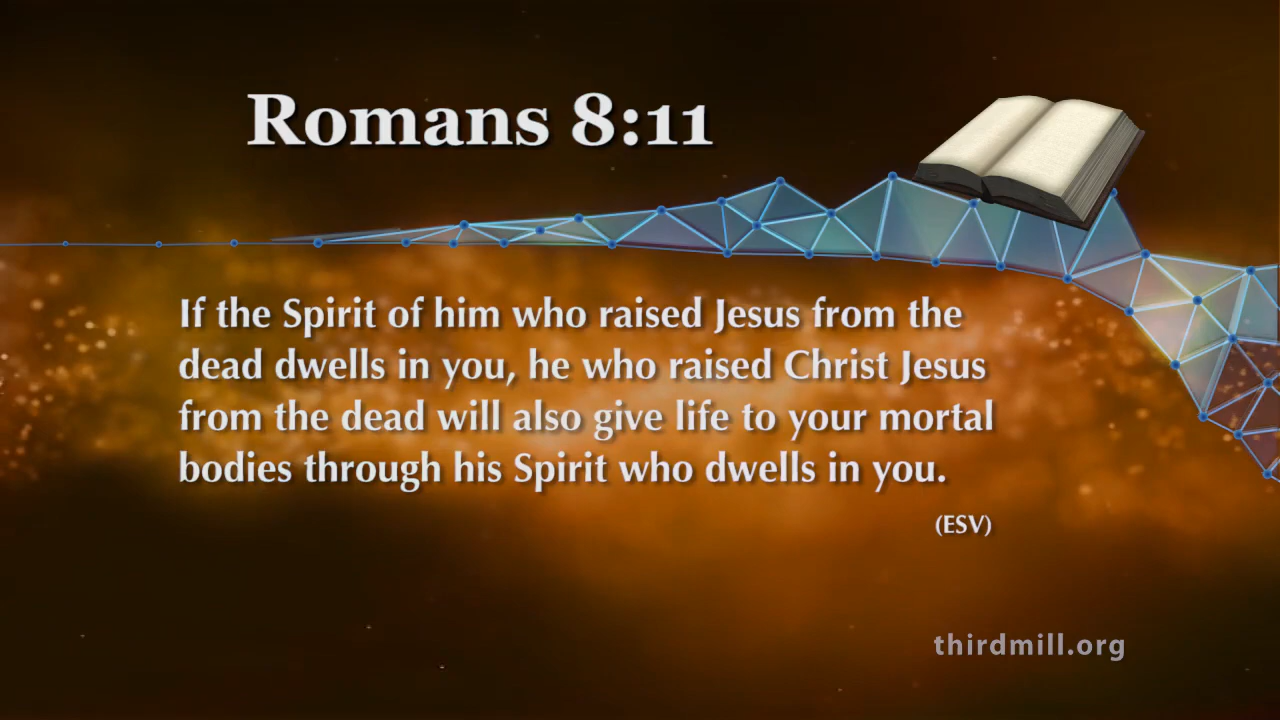 Romans 8:11
If the Spirit of him who raised Jesus from the
dead dwells in you, he who raised Christ Jesus
from the dead will also give life to your mortal
bodies through his Spirit who dwells in you.
(ESV)
thirdmill.org